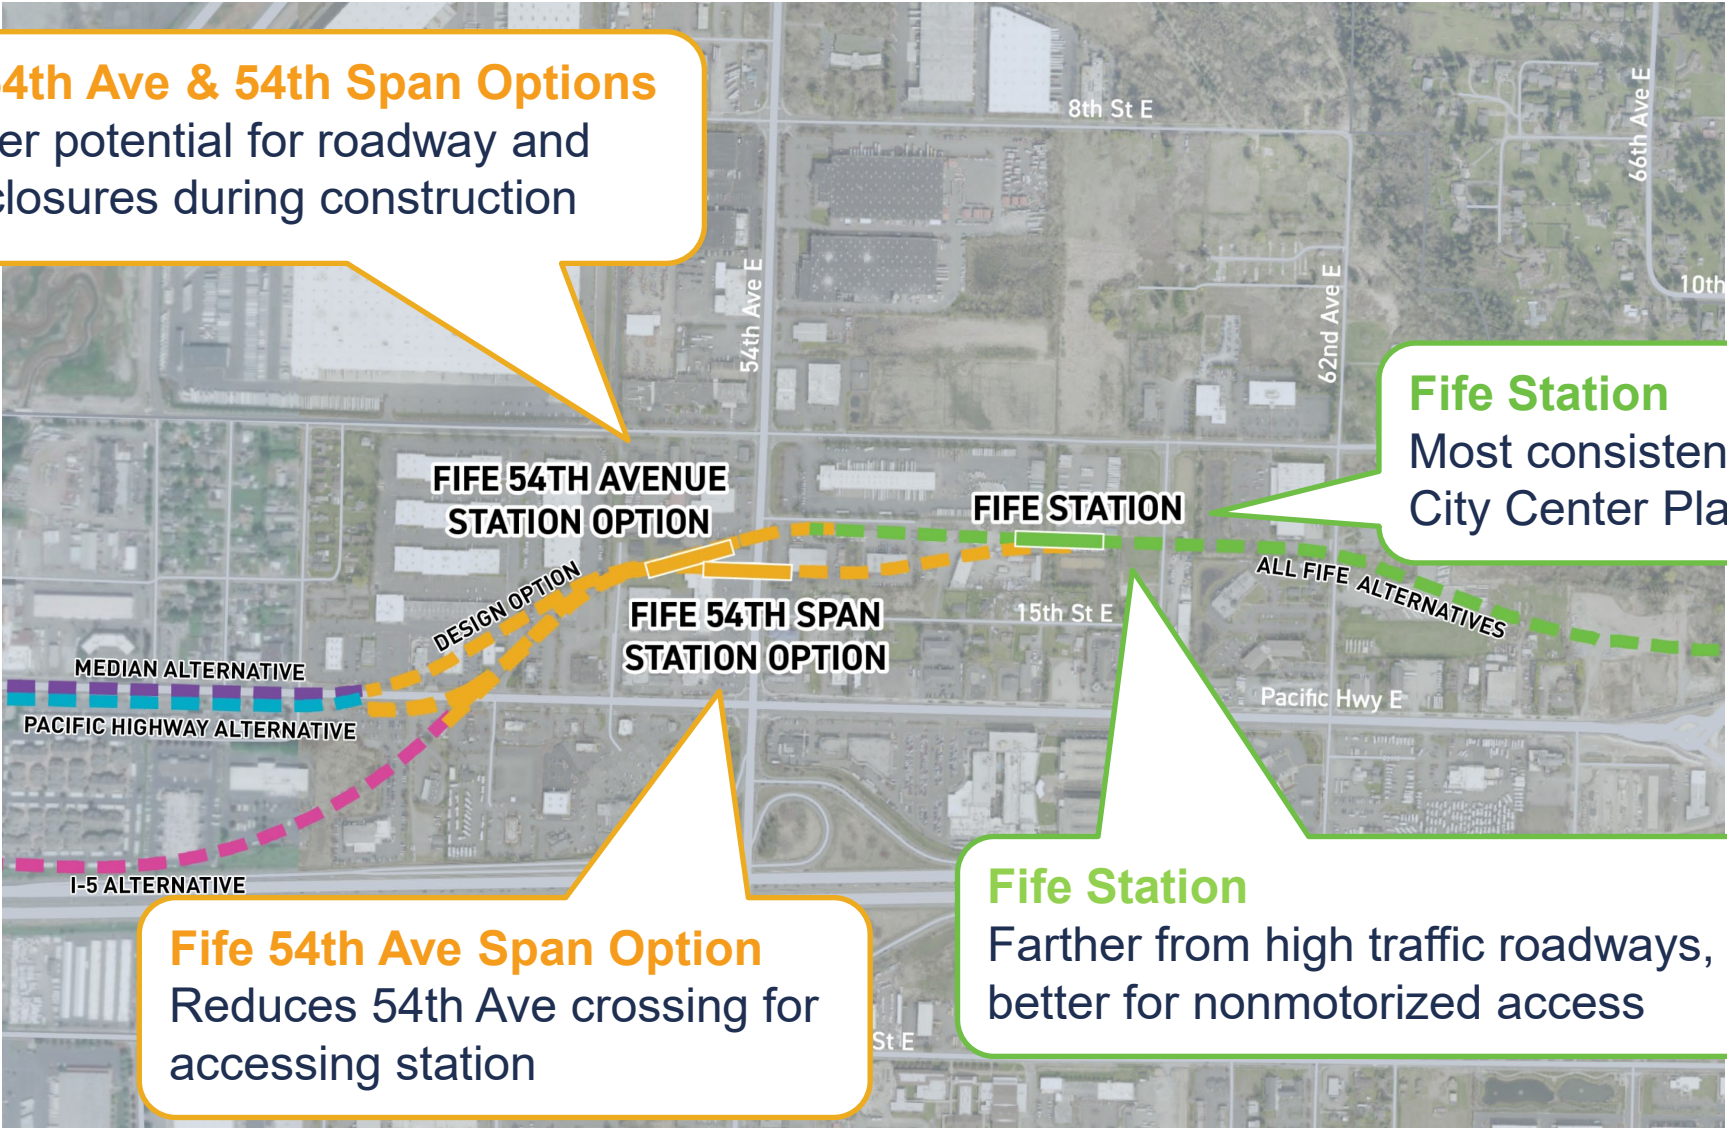 4th Ave & 54th Span Options
er potential for roadway and
closures during construction
8th St E
66th Ave E
10th
54th Ave E
62nd Ave E
Fife Station
Most consisten
City Center Pla
FIFE 54TH AVENUE
STATION OPTION
FIFE STATION
ALL FIFE ALTERNATIVES
DESIGN OPTION
FIFE 54TH SPAN
STATION OPTION
15th St E
MEDIAN ALTERNATIVE
PACIFIC HIGHWAY ALTERNATIVE
Pacific Hwy E
I-5 ALTERNATIVE
Fife 54th Ave Span Option
Reduces 54th Ave crossing for
accessing station
Fife Station
Farther from high traffic roadways,
better for nonmotorized access
St E